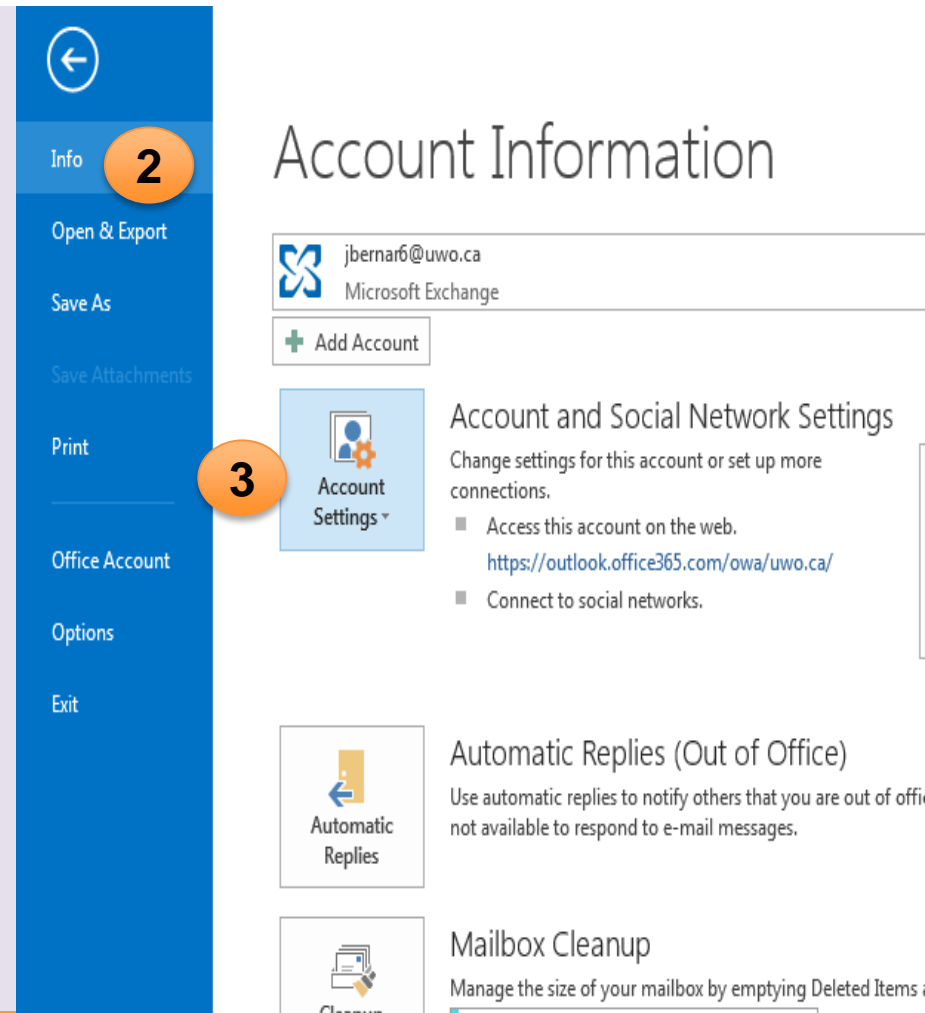 Info
2
Open & Export
Save As
Save Attachments
Print
Office Account
Options
Exit
Account Information
jbernar6@uwo.ca
Microsoft Exchange
Add Account
3
Account
Settings
Account and Social Network Settings
Change settings for this account or set up more
connections.
Access this account on the web.
https://outlook.office365.com/owa/uwo.ca/
Connect to social networks.
Automatic
Replies
Automatic Replies (Out of Office)
Use automatic replies to notify others that you are out of offi
not available to respond to e-mail messages.
Cleanup
Mailbox Cleanup
Manage the size of your mailbox by emptying Deleted Items a